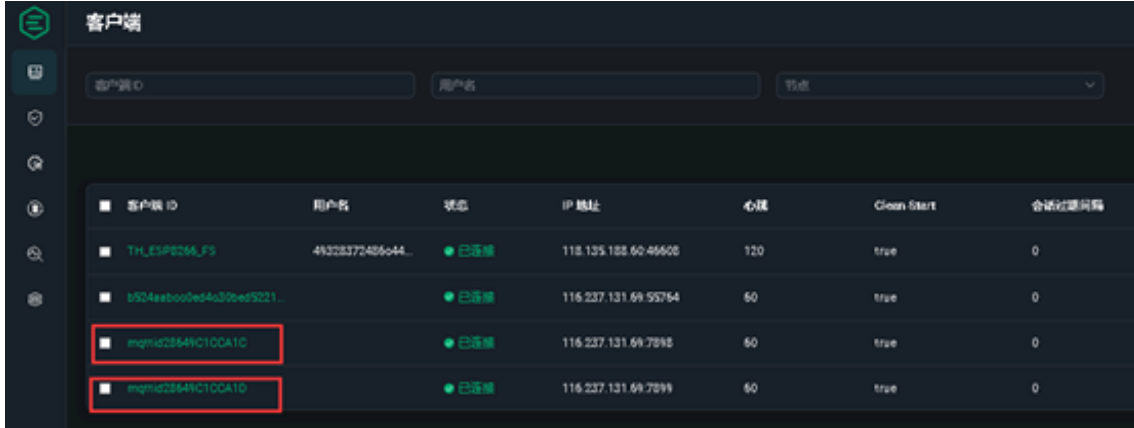 客户端
客户端ID 用户名 节点
客户端 ID 用户名 状态 IP 地址 心跳 Clean Start 会话过期间隔
TH_ESP8266_FS 已连接 118.135.188.60:46608 120 true 0
已连接 116.237.131.69:55764 60 true 0
mqttid28649C1CCA1C 已连接 116.237.131.69:7898 60 true 0
mqttid28649C1CCA1D 已连接 116.237.131.69:7899 60 true 0